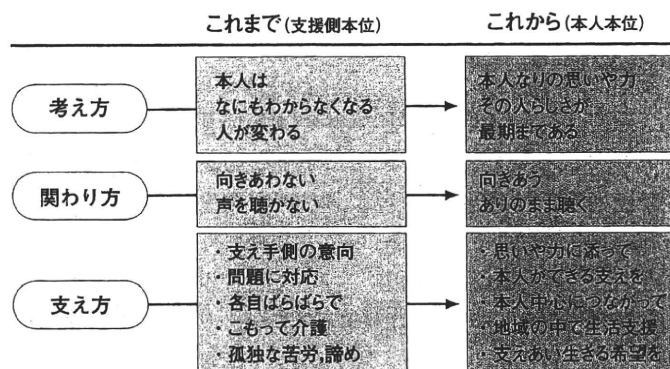 これまで(支援側本位)
これから(本人本位)
考え方
本人は
なにもわからなくなる
人が変わる
本人なりの思いや力
その人らしさが
最期まである
関わり方
向きあわない
声を聴かない
向きあう
ありのまま聴く
支え方
・支え手側の意向
・問題に対応
・各自ばらばらで
・こもって介護
・孤独な苦労,諦め
・思いや力に添って
・本人ができる支えを
・本人中心につながって
・地域の中で生活支援
・支えあい生きる希望を